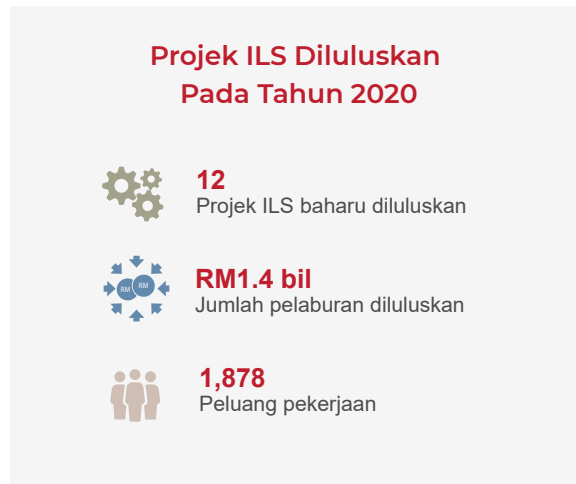 Projek ILS Diluluskan
Pada Tahun 2020
12
Projek ILS baharu diluluskan
RM RM
RM1.4 bil
Jumlah pelaburan diluluskan
1,878
Peluang pekerjaan